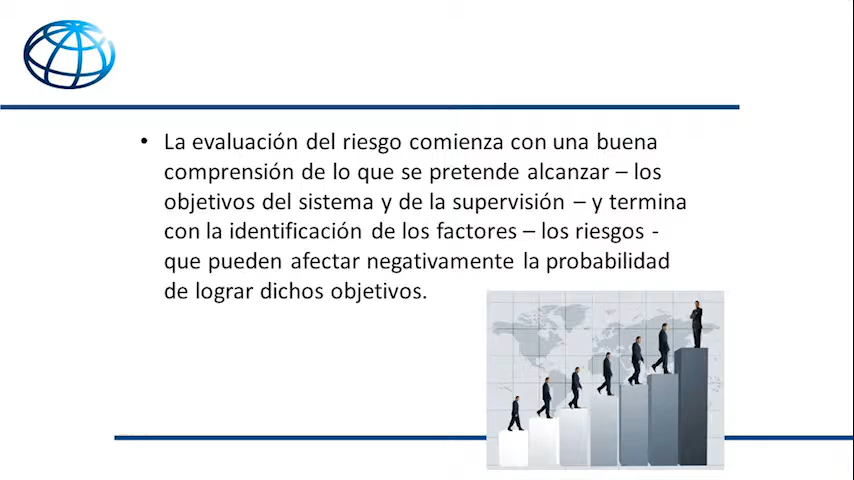 • La evaluación del riesgo comienza con una buena
comprensión de lo que se pretende alcanzar – los
objetivos del sistema y de la supervisión – y termina
con la identificación de los factores – los riesgos -
que pueden afectar negativamente la probabilidad
de lograr dichos objetivos.